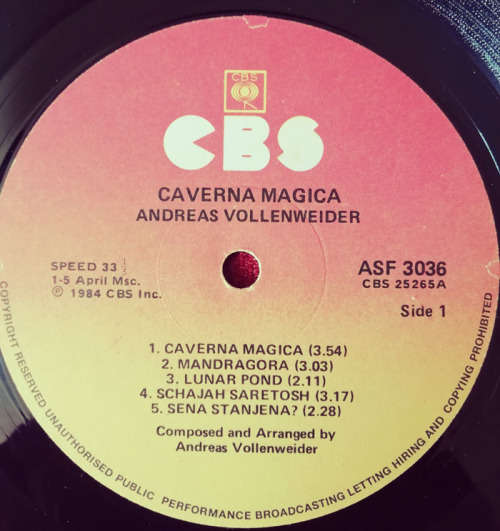 CBS
CBS
CAVERNA MAGICA
ANDREAS VOLLENWEIDER
SPEED 33 1/2
1-5 April Msc.
℗ 1984 CBS Inc.
ASF 3036
CBS 25265A
Side 1
1. CAVERNA MAGICA (3.54)
2. MANDRAGORA (3.03)
3. LUNAR POND (2.11)
4. SCHAJAH SARETOSH (3.17)
5. SENA STANJENA? (2.28)
Composed and Arranged by
Andreas Vollenweider
COPYRIGHT RESERVED UNAUTHORISED PUBLIC PERFORMANCE BROADCASTING LETTING HIRING AND COPYING PROHIBITED